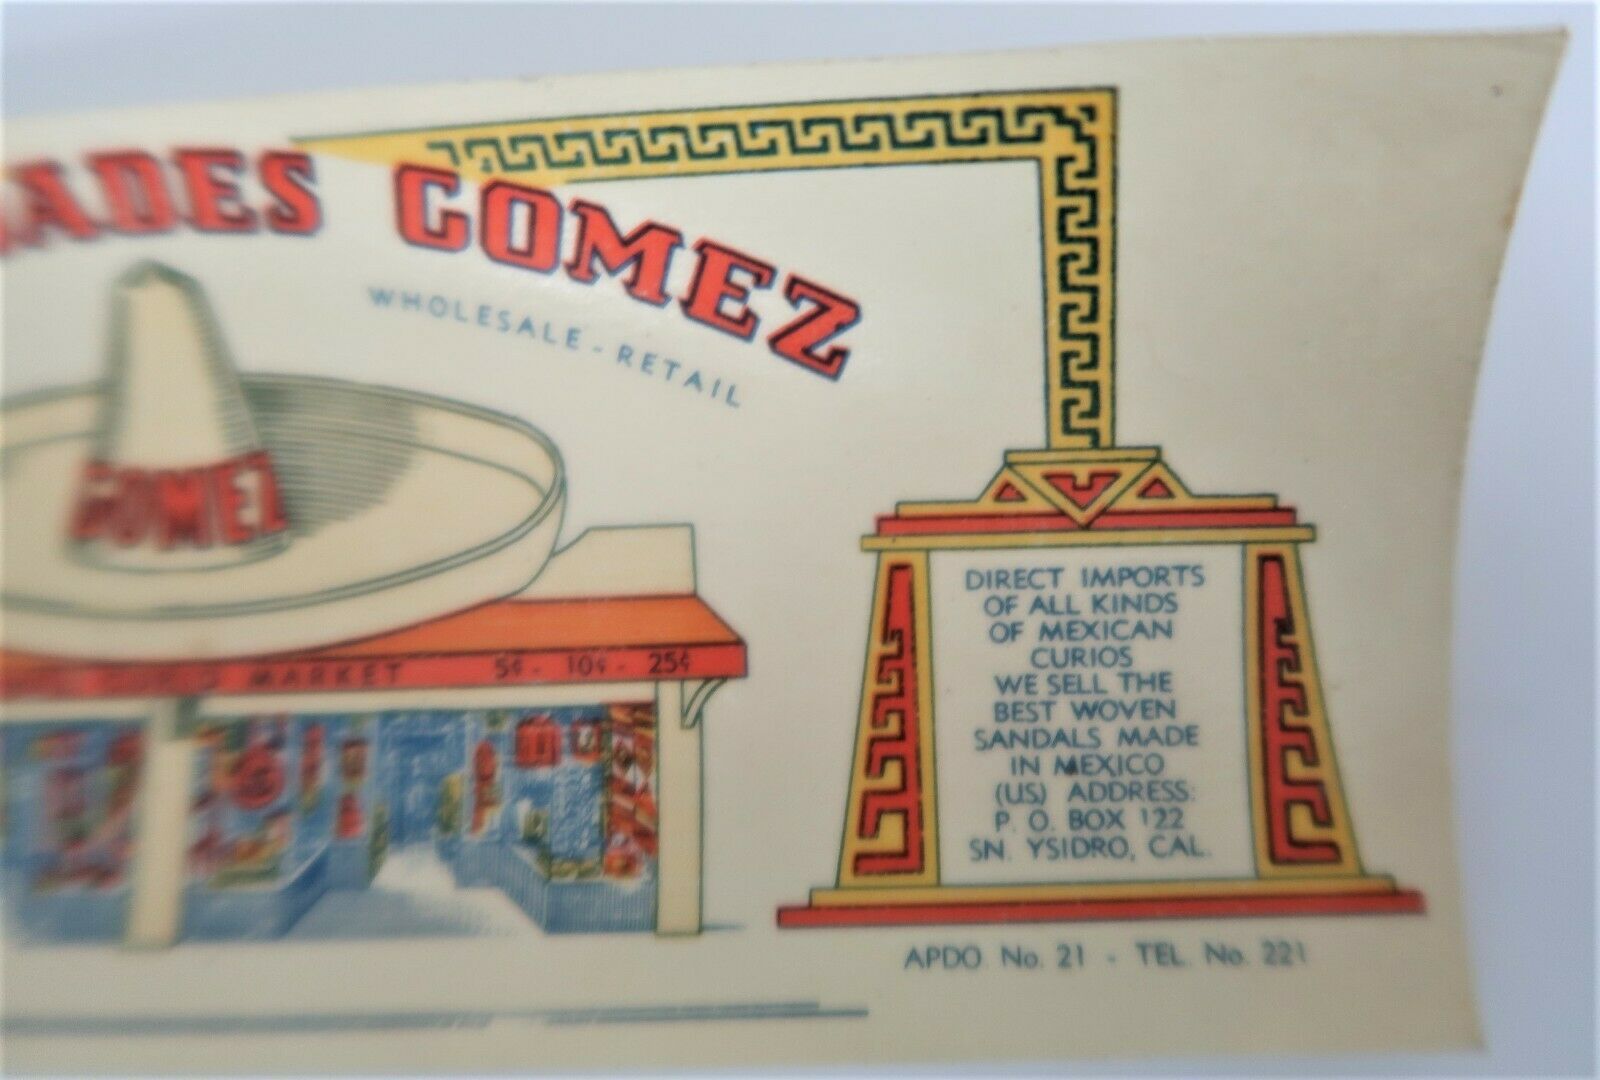 ADES GOMEZ
WHOLESALE - RETAIL
GOMEZ
MARKET 5¢ - 10¢ - 25¢
DIRECT IMPORTS
OF ALL KINDS
OF MEXICAN
CURIOS
WE SELL THE
BEST WOVEN
SANDALS MADE
IN MEXICO
(US) ADDRESS:
P. O. BOX 122
SN. YSIDRO, CAL.
APDO. No. 21 - TEL. No. 221